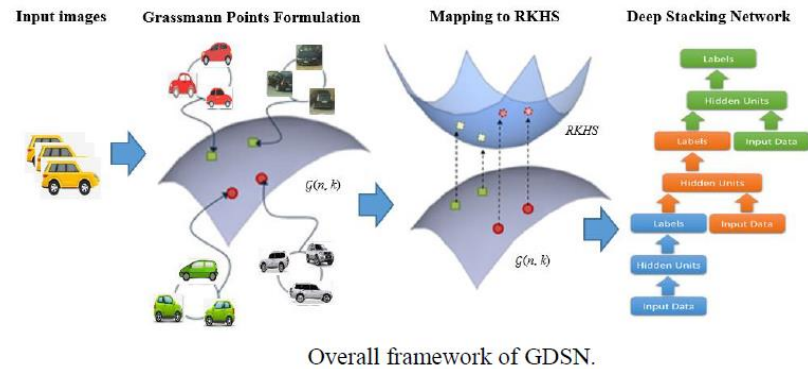 Input images
Grassmann Points Formulation
Mapping to RKHS
Deep Stacking Network
G(n, k)
RKHS
G(n, k)
Labels
Hidden Units
Labels
Input Data
Hidden Units
Labels
Input Data
Hidden Units
Input Data
Overall framework of GDSN.